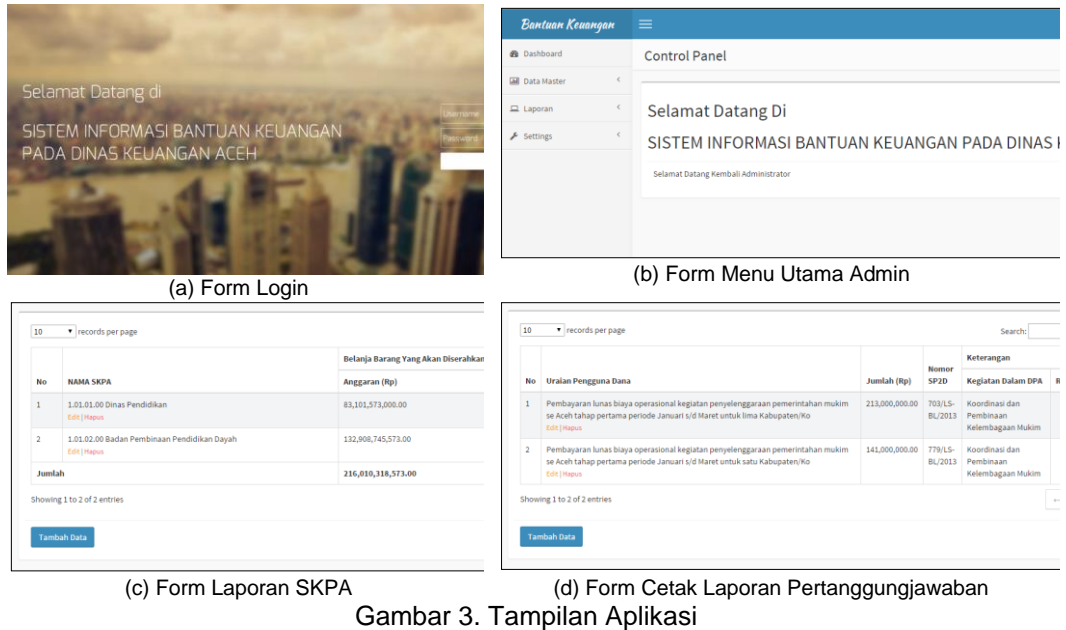 Selamat Datang di
SISTEM INFORMASI BANTUAN KEUANGAN
PADA DINAS KEUANGAN ACEH
Username
Password
(a) Form Login
Bantuan Keuangan
Dashboard
Data Master
Laporan
Settings
Control Panel
Selamat Datang Di
SISTEM INFORMASI BANTUAN KEUANGAN PADA DINAS
Selamat Datang Kembali Administrator
(b) Form Menu Utama Admin
10 records per page
Belanja Barang Yang Akan Diserahkan
No NAMA SKPA Anggaran (Rp)
1 1.01.01.00 Dinas Pendidikan 83,101,573,000.00
Edit | Hapus
2 1.01.02.00 Badan Pembinaan Pendidikan Dayah 132,908,745,573.00
Edit | Hapus
Jumlah 216,010,318,573.00
Showing 1 to 2 of 2 entries
Tambah Data
(c) Form Laporan SKPA
10 records per page Search:
Keterangan
No Uraian Pengguna Dana Jumlah (Rp) Nomor SP2D Kegiatan Dalam DPA
1 Pembayaran lunas biaya operasional kegiatan penyelenggaraan pemerintahan mukim 213,000,000.00 703/LS- Koordinasi dan
se Aceh tahap pertama periode Januari s/d Maret untuk lima Kabupaten/Ko BL/2013 Pembinaan
Edit | Hapus Kelembagaan Mukim
2 Pembayaran lunas biaya operasional kegiatan penyelenggaraan pemerintahan mukim 141,000,000.00 779/LS- Koordinasi dan
se Aceh tahap pertama periode Januari s/d Maret untuk satu Kabupaten/Ko BL/2013 Pembinaan
Edit | Hapus Kelembagaan Mukim
Showing 1 to 2 of 2 entries
Tambah Data
(d) Form Cetak Laporan Pertanggungjawaban
Gambar 3. Tampilan Aplikasi